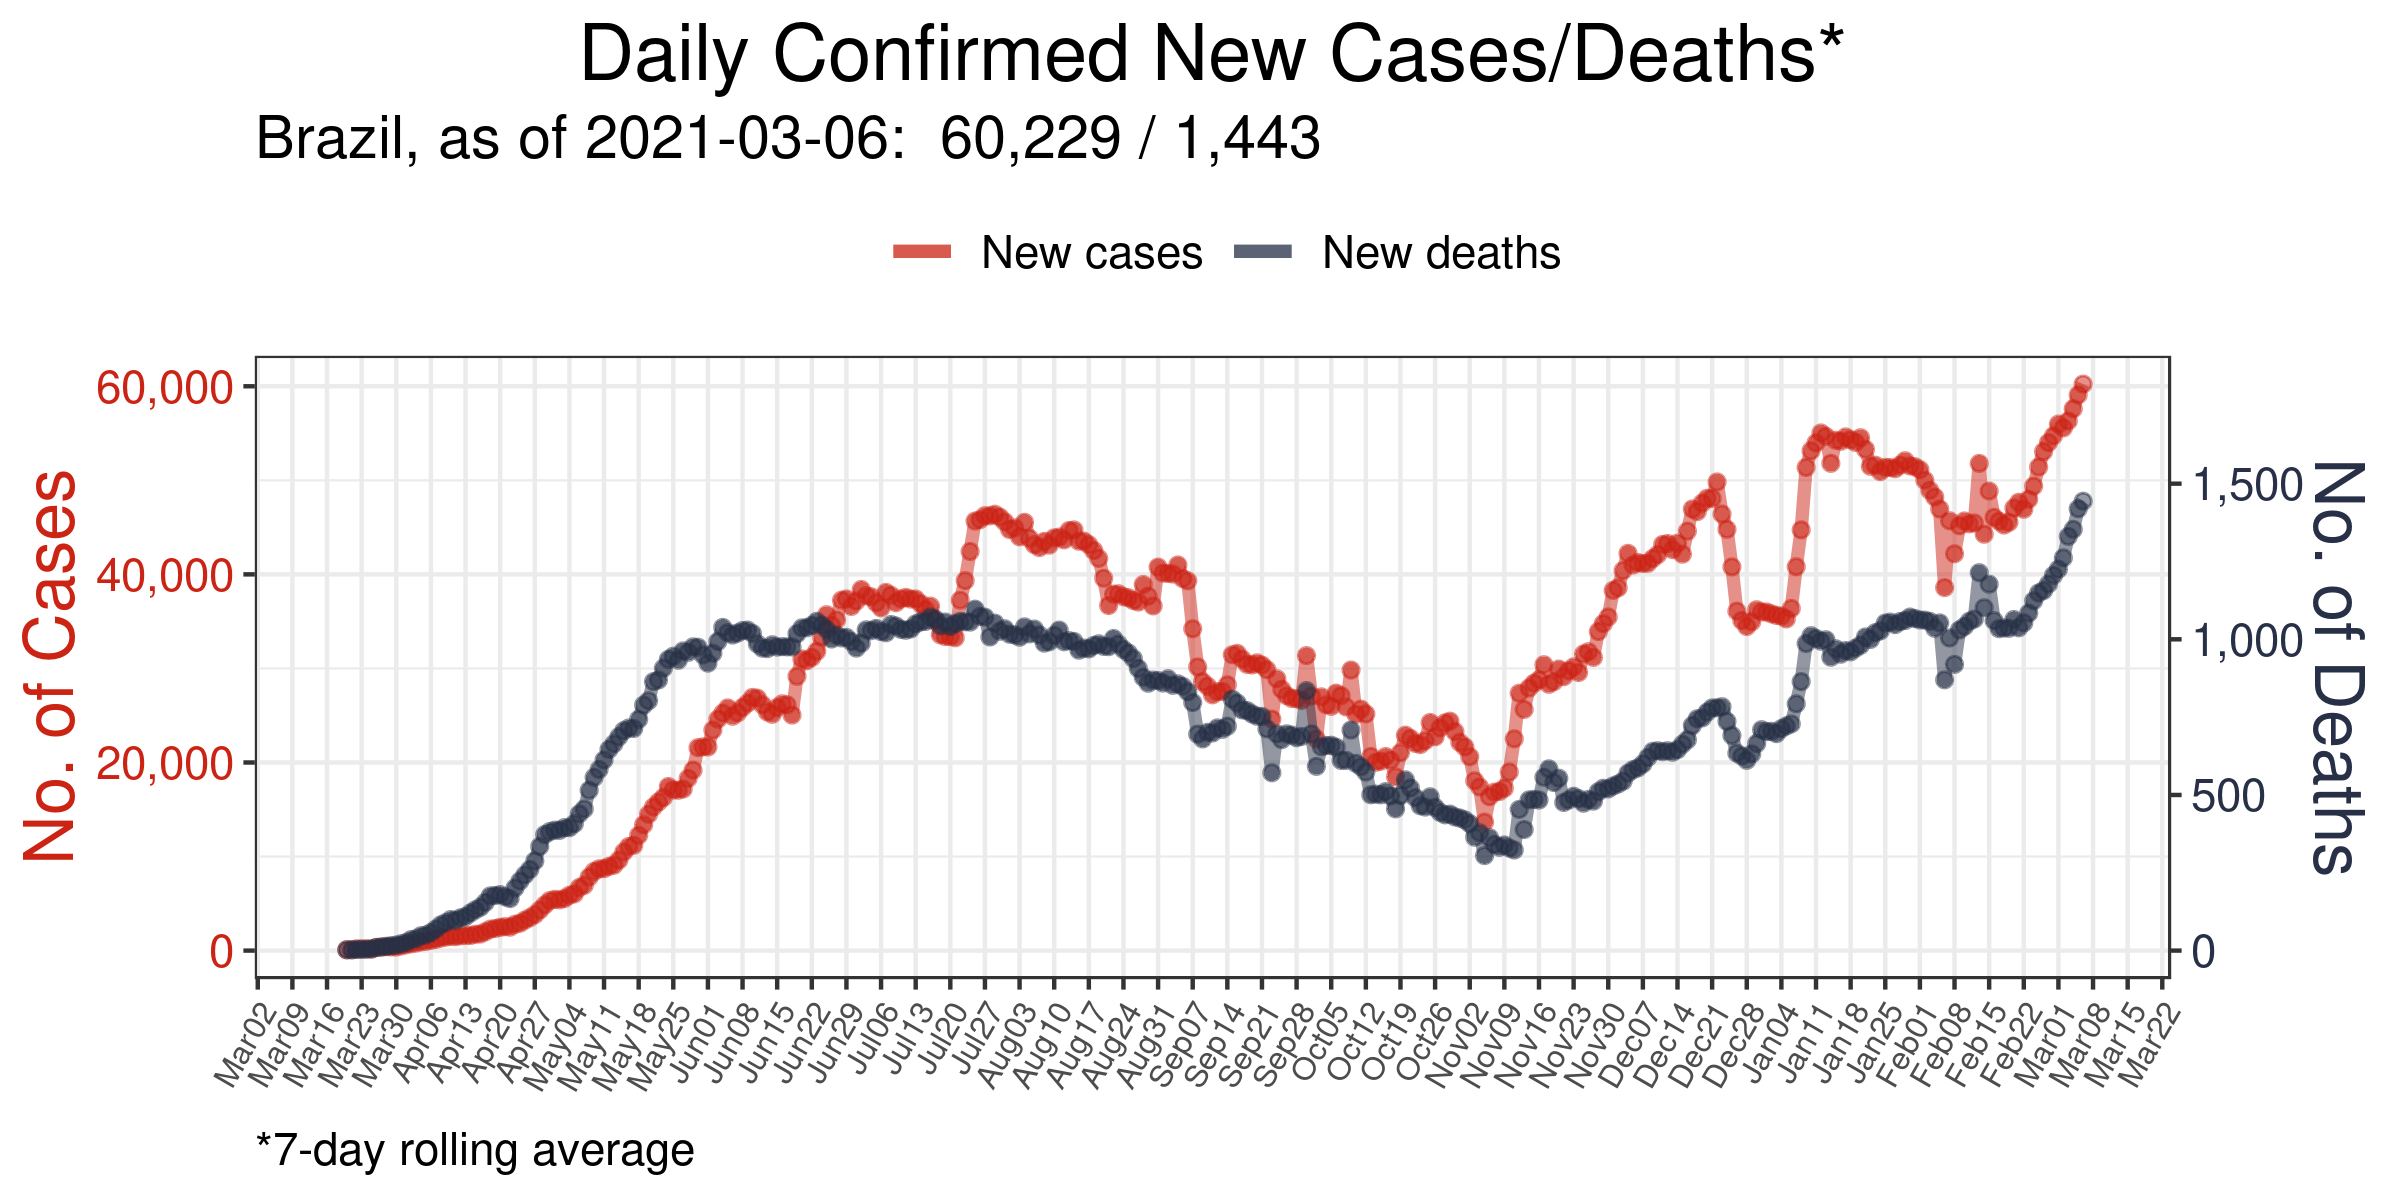 Daily Confirmed New Cases/Deaths*
Brazil, as of 2021-03-06:  60,229 / 1,443
New cases
New deaths
No. of Cases
60,000
40,000
20,000
0
1,500
1,000
500
0
No. of Deaths
Mar02
Mar09
Mar16
Mar23
Mar30
Apr06
Apr13
Apr20
Apr27
May04
May11
May18
May25
Jun01
Jun08
Jun15
Jun22
Jun29
Jul06
Jul13
Jul20
Jul27
Aug03
Aug10
Aug17
Aug24
Aug31
Sep07
Sep14
Sep21
Sep28
Oct05
Oct12
Oct19
Oct26
Nov02
Nov09
Nov16
Nov23
Nov30
Dec07
Dec14
Dec21
Dec28
Jan04
Jan11
Jan18
Jan25
Feb01
Feb08
Feb15
Feb22
Mar01
Mar08
Mar15
Mar22
*7-day rolling average